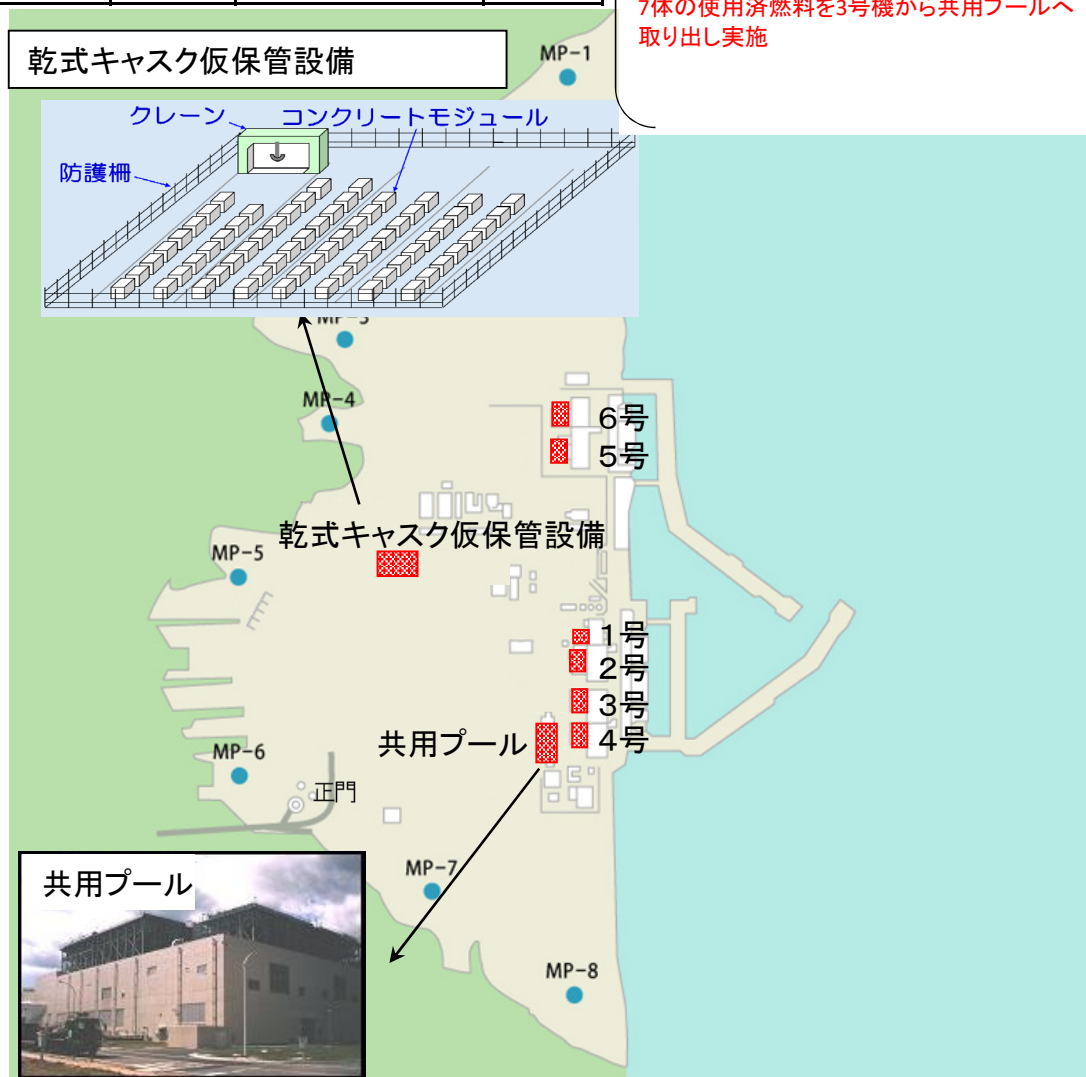 7体の使用済燃料を3号機から共用プールへ
取り出し実施
乾式キャスク仮保管設備
MP-1
クレーン
コンクリートモジュール
防護柵
MP-4
6号
5号
乾式キャスク仮保管設備
MP-5
1号
2号
3号
共用プール
4号
MP-6
正門
共用プール
MP-7
MP-8